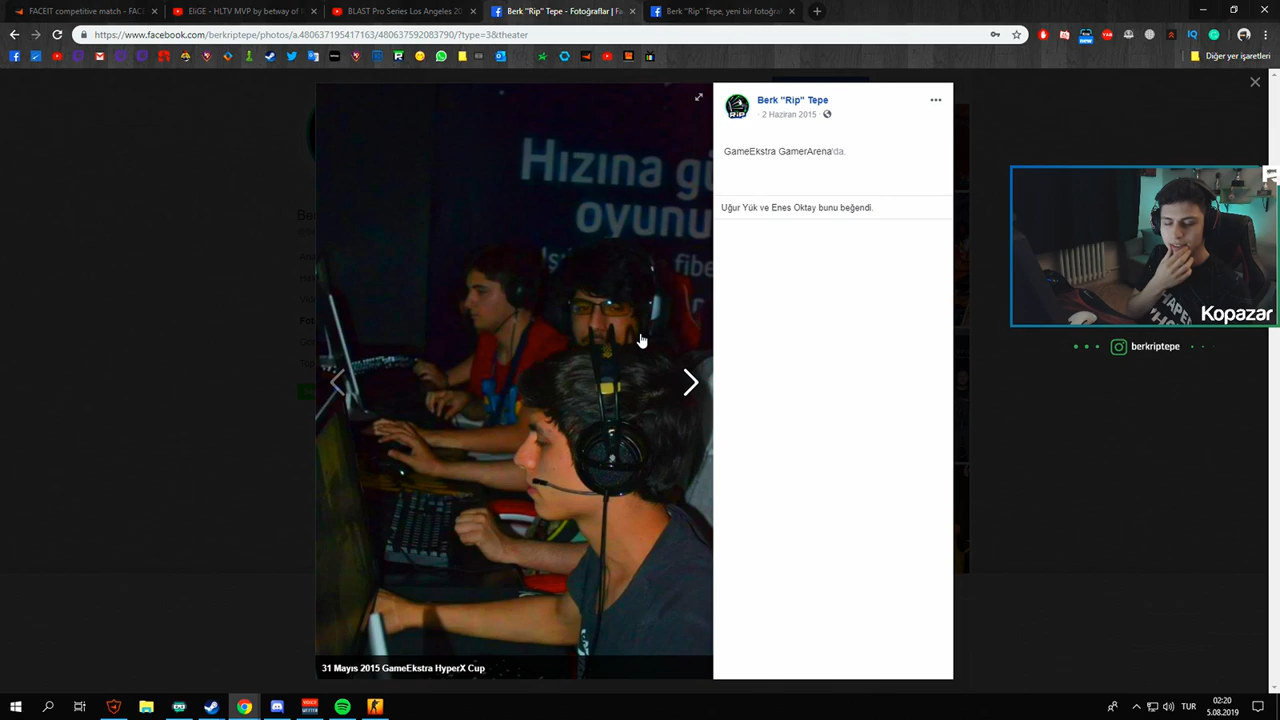 FACEIT competitive match - FACE
EliGE - HLTV MVP by betway of I
BLAST Pro Series Los Angeles 20
Berk "Rip" Tepe - Fotoğraflar | Fa
Berk "Rip" Tepe, yeni bir fotoğraf
https://www.facebook.com/berkriptepe/photos/a.480637195417163/480637592083790/?type=3&theater
Diğer yer işaretleri
Berk "Rip" Tepe
2 Haziran 2015
GameEkstra GamerArena'da.
Uğur Yük ve Enes Oktay bunu beğendi.
Hızına gü
oyunu
fibe
Kopazar
berkriptepe
31 Mayıs 2015 GameEkstra HyperX Cup
TUR
02:20
5.08.2019